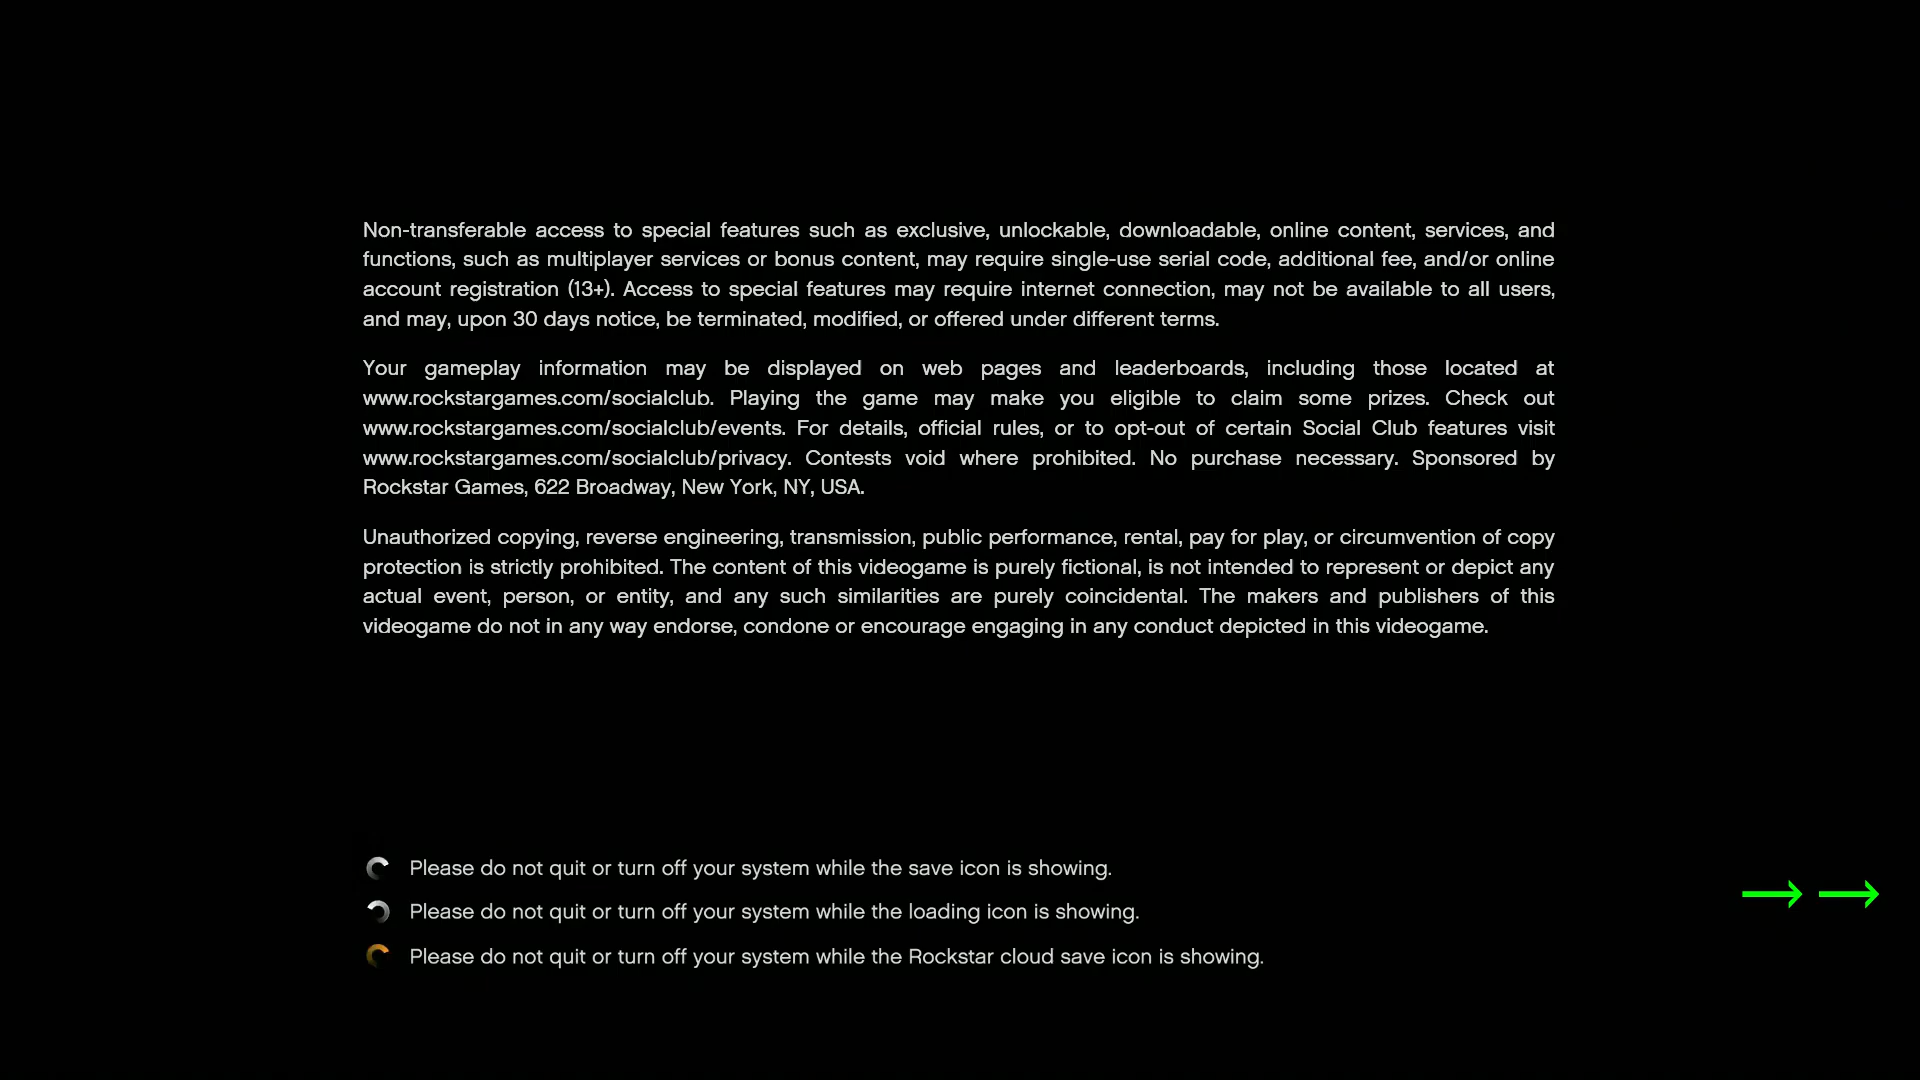 Non-transferable access to special features such as exclusive, unlockable, downloadable, online content, services, and
functions, such as multiplayer services or bonus content, may require single-use serial code, additional fee, and/or online
account registration (13+). Access to special features may require internet connection, may not be available to all users,
and may, upon 30 days notice, be terminated, modified, or offered under different terms.
Your gameplay information may be displayed on web pages and leaderboards, including those located at
www.rockstargames.com/socialclub. Playing the game may make you eligible to claim some prizes. Check out
www.rockstargames.com/socialclub/events. For details, official rules, or to opt-out of certain Social Club features visit
www.rockstargames.com/socialclub/privacy. Contests void where prohibited. No purchase necessary. Sponsored by
Rockstar Games, 622 Broadway, New York, NY, USA.
Unauthorized copying, reverse engineering, transmission, public performance, rental, pay for play, or circumvention of copy
protection is strictly prohibited. The content of this videogame is purely fictional, is not intended to represent or depict any
actual event, person, or entity, and any such similarities are purely coincidental. The makers and publishers of this
videogame do not in any way endorse, condone or encourage engaging in any conduct depicted in this videogame.
Please do not quit or turn off your system while the save icon is showing.
Please do not quit or turn off your system while the loading icon is showing.
Please do not quit or turn off your system while the Rockstar cloud save icon is showing.